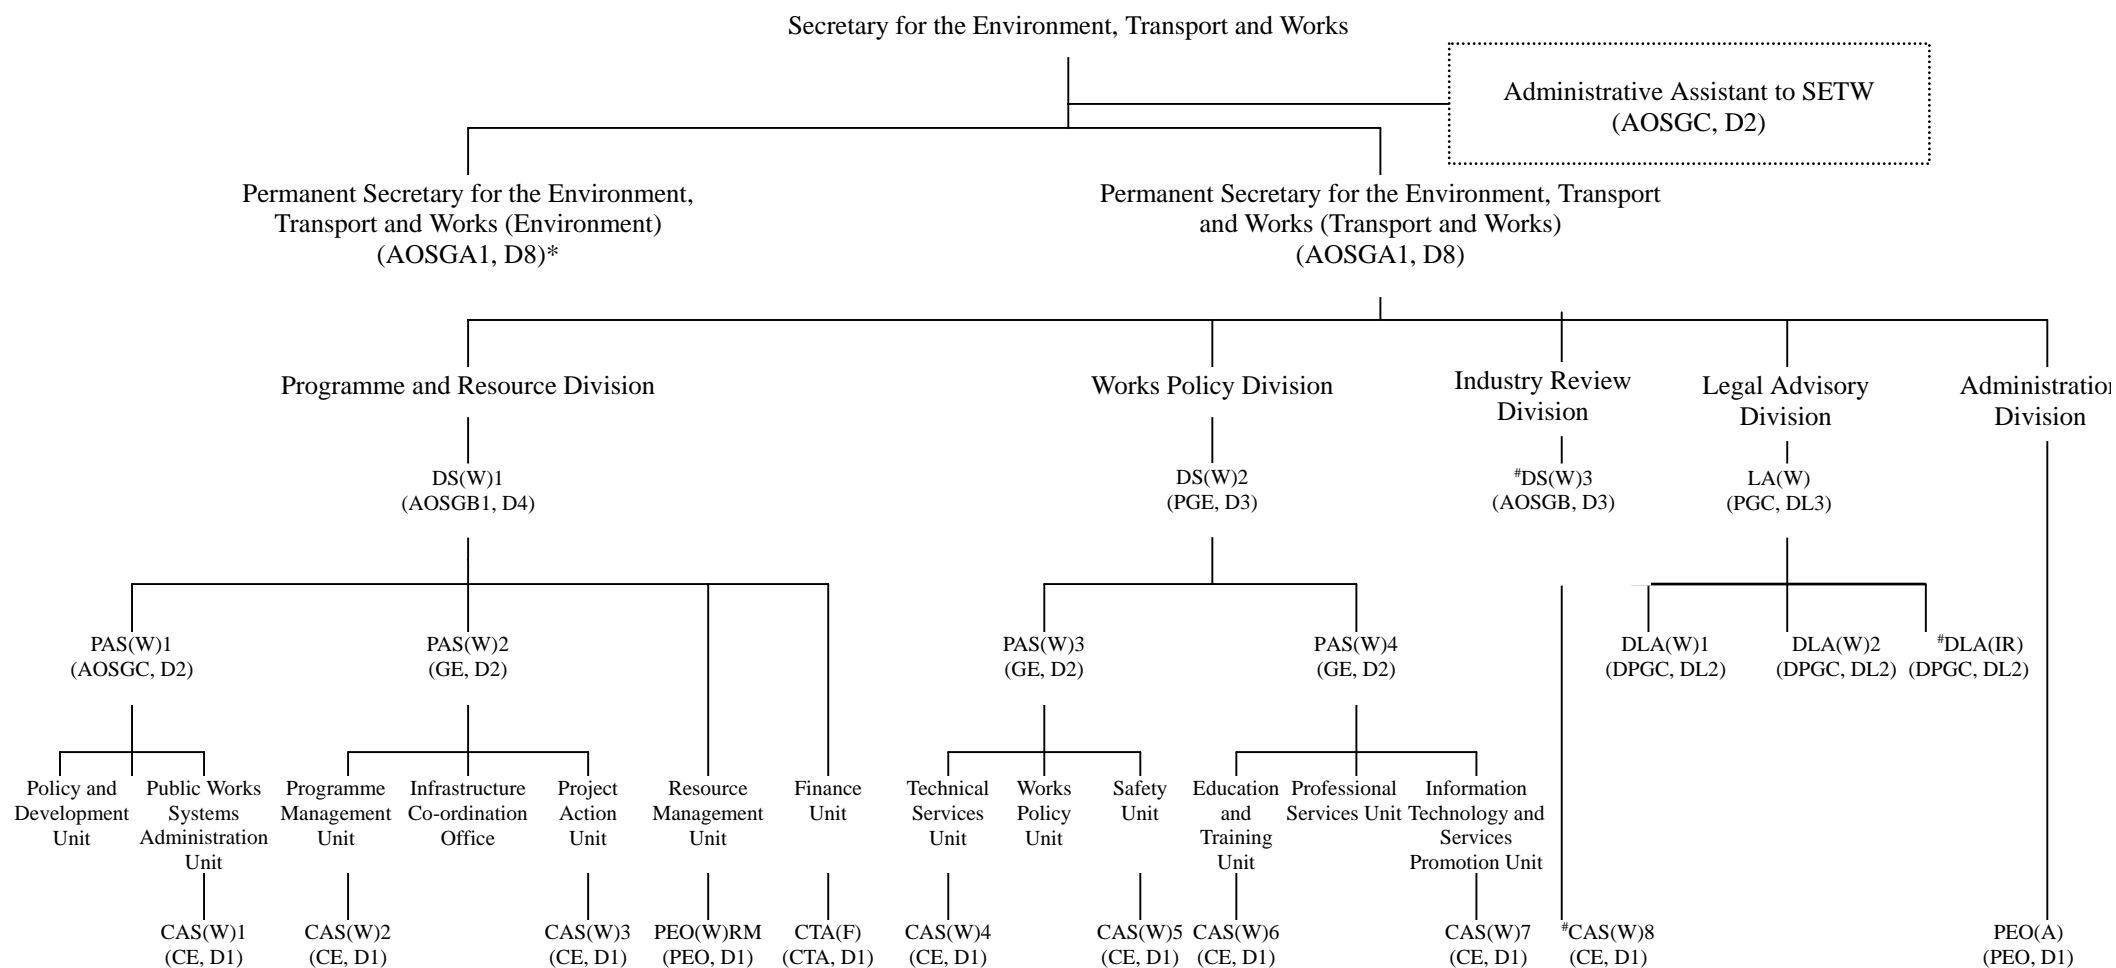 Secretary for the Environment, Transport and Works
Administrative Assistant to SETW
(AOSGC, D2)
Permanent Secretary for the Environment,
Transport and Works (Environment)
(AOSGA1, D8)*
Permanent Secretary for the Environment, Transport
and Works (Transport and Works)
(AOSGA1, D8)
Programme and Resource Division
Works Policy Division
Industry Review
Division
Legal Advisory
Division
Administration
Division
DS(W)1
(AOSGB1, D4)
DS(W)2
(PGE, D3)
#DS(W)3
(AOSGB, D3)
LA(W)
(PGC, DL3)
PAS(W)1
(AOSGC, D2)
PAS(W)2
(GE, D2)
PAS(W)3
(GE, D2)
PAS(W)4
(GE, D2)
DLA(W)1
(DPGC, DL2)
DLA(W)2
(DPGC, DL2)
#DLA(IR)
(DPGC, DL2)
Policy and
Development
Unit
Public Works
Systems
Administration
Unit
Programme
Management
Unit
Infrastructure
Co-ordination
Office
Project
Action
Unit
Resource
Management
Unit
Finance
Unit
Technical
Services
Unit
Works
Policy
Unit
Safety
Unit
Education
and
Training
Unit
Professional
Services Unit
Information
Technology and
Services
Promotion Unit
CAS(W)1
(CE, D1)
CAS(W)2
(CE, D1)
CAS(W)3
(CE, D1)
PEO(W)RM
(PEO, D1)
CTA(F)
(CTA, D1)
CAS(W)4
(CE, D1)
CAS(W)5
(CE, D1)
CAS(W)6
(CE, D1)
CAS(W)7
(CE, D1)
#CAS(W)8
(CE, D1)
PEO(A)
(PEO, D1)